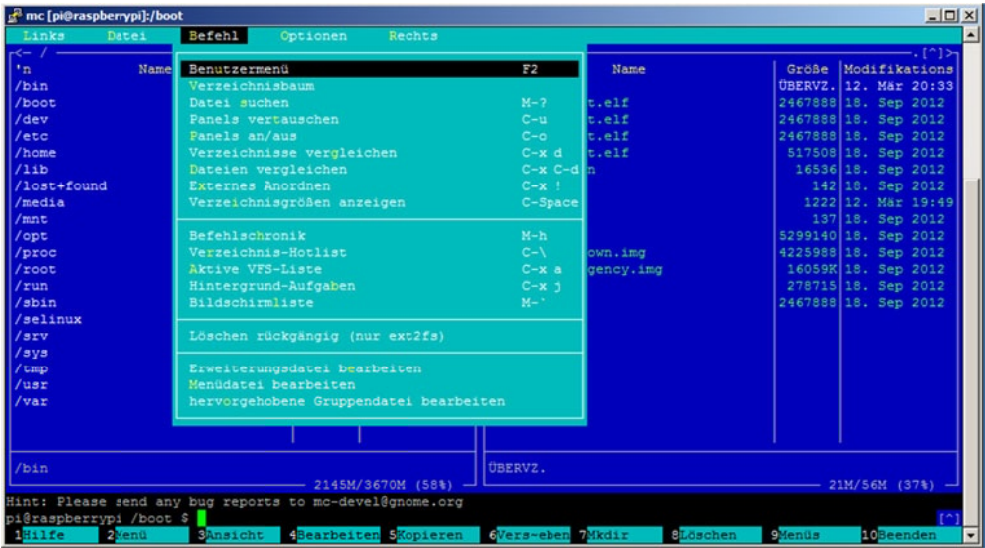 mc [pi@raspberrypi]:/boot
Links Datei Befehl Optionen Rechts
<- / .[^]>
'n Name Name Größe Modifikations
Benutzermenü F2
/bin Verzeichnisbaum ÜBERVZ. 12. Mär 20:33
/boot Datei suchen M-? t.elf 2467888 18. Sep 2012
/dev Panels vertauschen C-u t.elf 2467888 18. Sep 2012
/etc Panels an/aus C-o t.elf 2467888 18. Sep 2012
/home Verzeichnisse vergleichen C-x d t.elf 517508 18. Sep 2012
/lib Dateien vergleichen C-x C-d n 16536 18. Sep 2012
/lost+found Externes Anordnen C-x ! 142 18. Sep 2012
/media Verzeichnisgrößen anzeigen C-Space 1222 12. Mär 19:49
/mnt 137 18. Sep 2012
/opt Befehlschronik M-h 5299140 18. Sep 2012
/proc Verzeichnis-Hotlist C-\ own.img 4225988 18. Sep 2012
/root Aktive VFS-Liste C-x a gency.img 16059K 18. Sep 2012
/run Hintergrund-Aufgaben C-x j 278715 18. Sep 2012
/sbin Bildschirmliste M-` 2467888 18. Sep 2012
/selinux
/srv Löschen rückgängig (nur ext2fs)
/sys
/tmp Erweiterungsdatei bearbeiten
/usr Menüdatei bearbeiten
/var hervorgehobene Gruppendatei bearbeiten
/bin ÜBERVZ.
2145M/3670M (58%) 21M/56M (37%)
Hint: Please send any bug reports to mc-devel@gnome.org
pi@raspberrypi /boot $ [^]
1Hilfe 2Menü 3Ansicht 4Bearbeiten 5Kopieren 6Vers~eben 7Mkdir 8Löschen 9Menüs 10Beenden